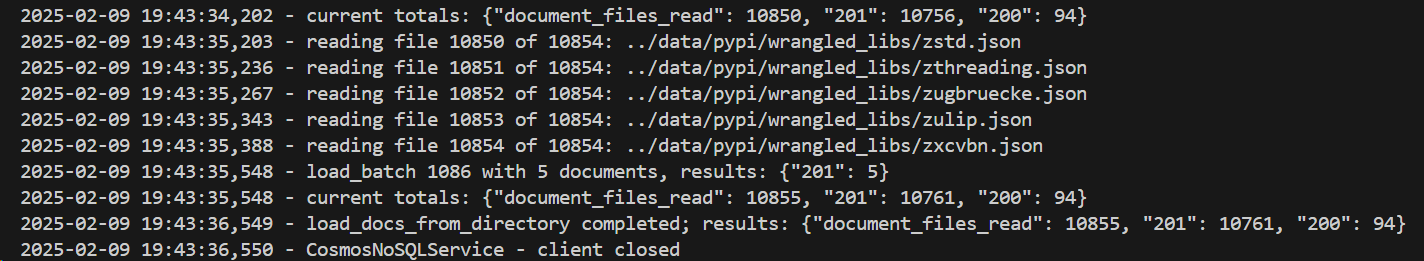 2025-02-09 19:43:34,202 - current totals: {"document_files_read": 10850, "201": 10756, "200": 94}
2025-02-09 19:43:35,203 - reading file 10850 of 10854: ../data/pypi/wrangled_libs/zstd.json
2025-02-09 19:43:35,236 - reading file 10851 of 10854: ../data/pypi/wrangled_libs/zthreading.json
2025-02-09 19:43:35,267 - reading file 10852 of 10854: ../data/pypi/wrangled_libs/zugbruecke.json
2025-02-09 19:43:35,343 - reading file 10853 of 10854: ../data/pypi/wrangled_libs/zulip.json
2025-02-09 19:43:35,388 - reading file 10854 of 10854: ../data/pypi/wrangled_libs/zxcvbn.json
2025-02-09 19:43:35,548 - load_batch 1086 with 5 documents, results: {"201": 5}
2025-02-09 19:43:35,548 - current totals: {"document_files_read": 10855, "201": 10761, "200": 94}
2025-02-09 19:43:36,549 - load_docs_from_directory completed; results: {"document_files_read": 10855, "201": 10761, "200": 94}
2025-02-09 19:43:36,550 - CosmosNoSQLService - client closed